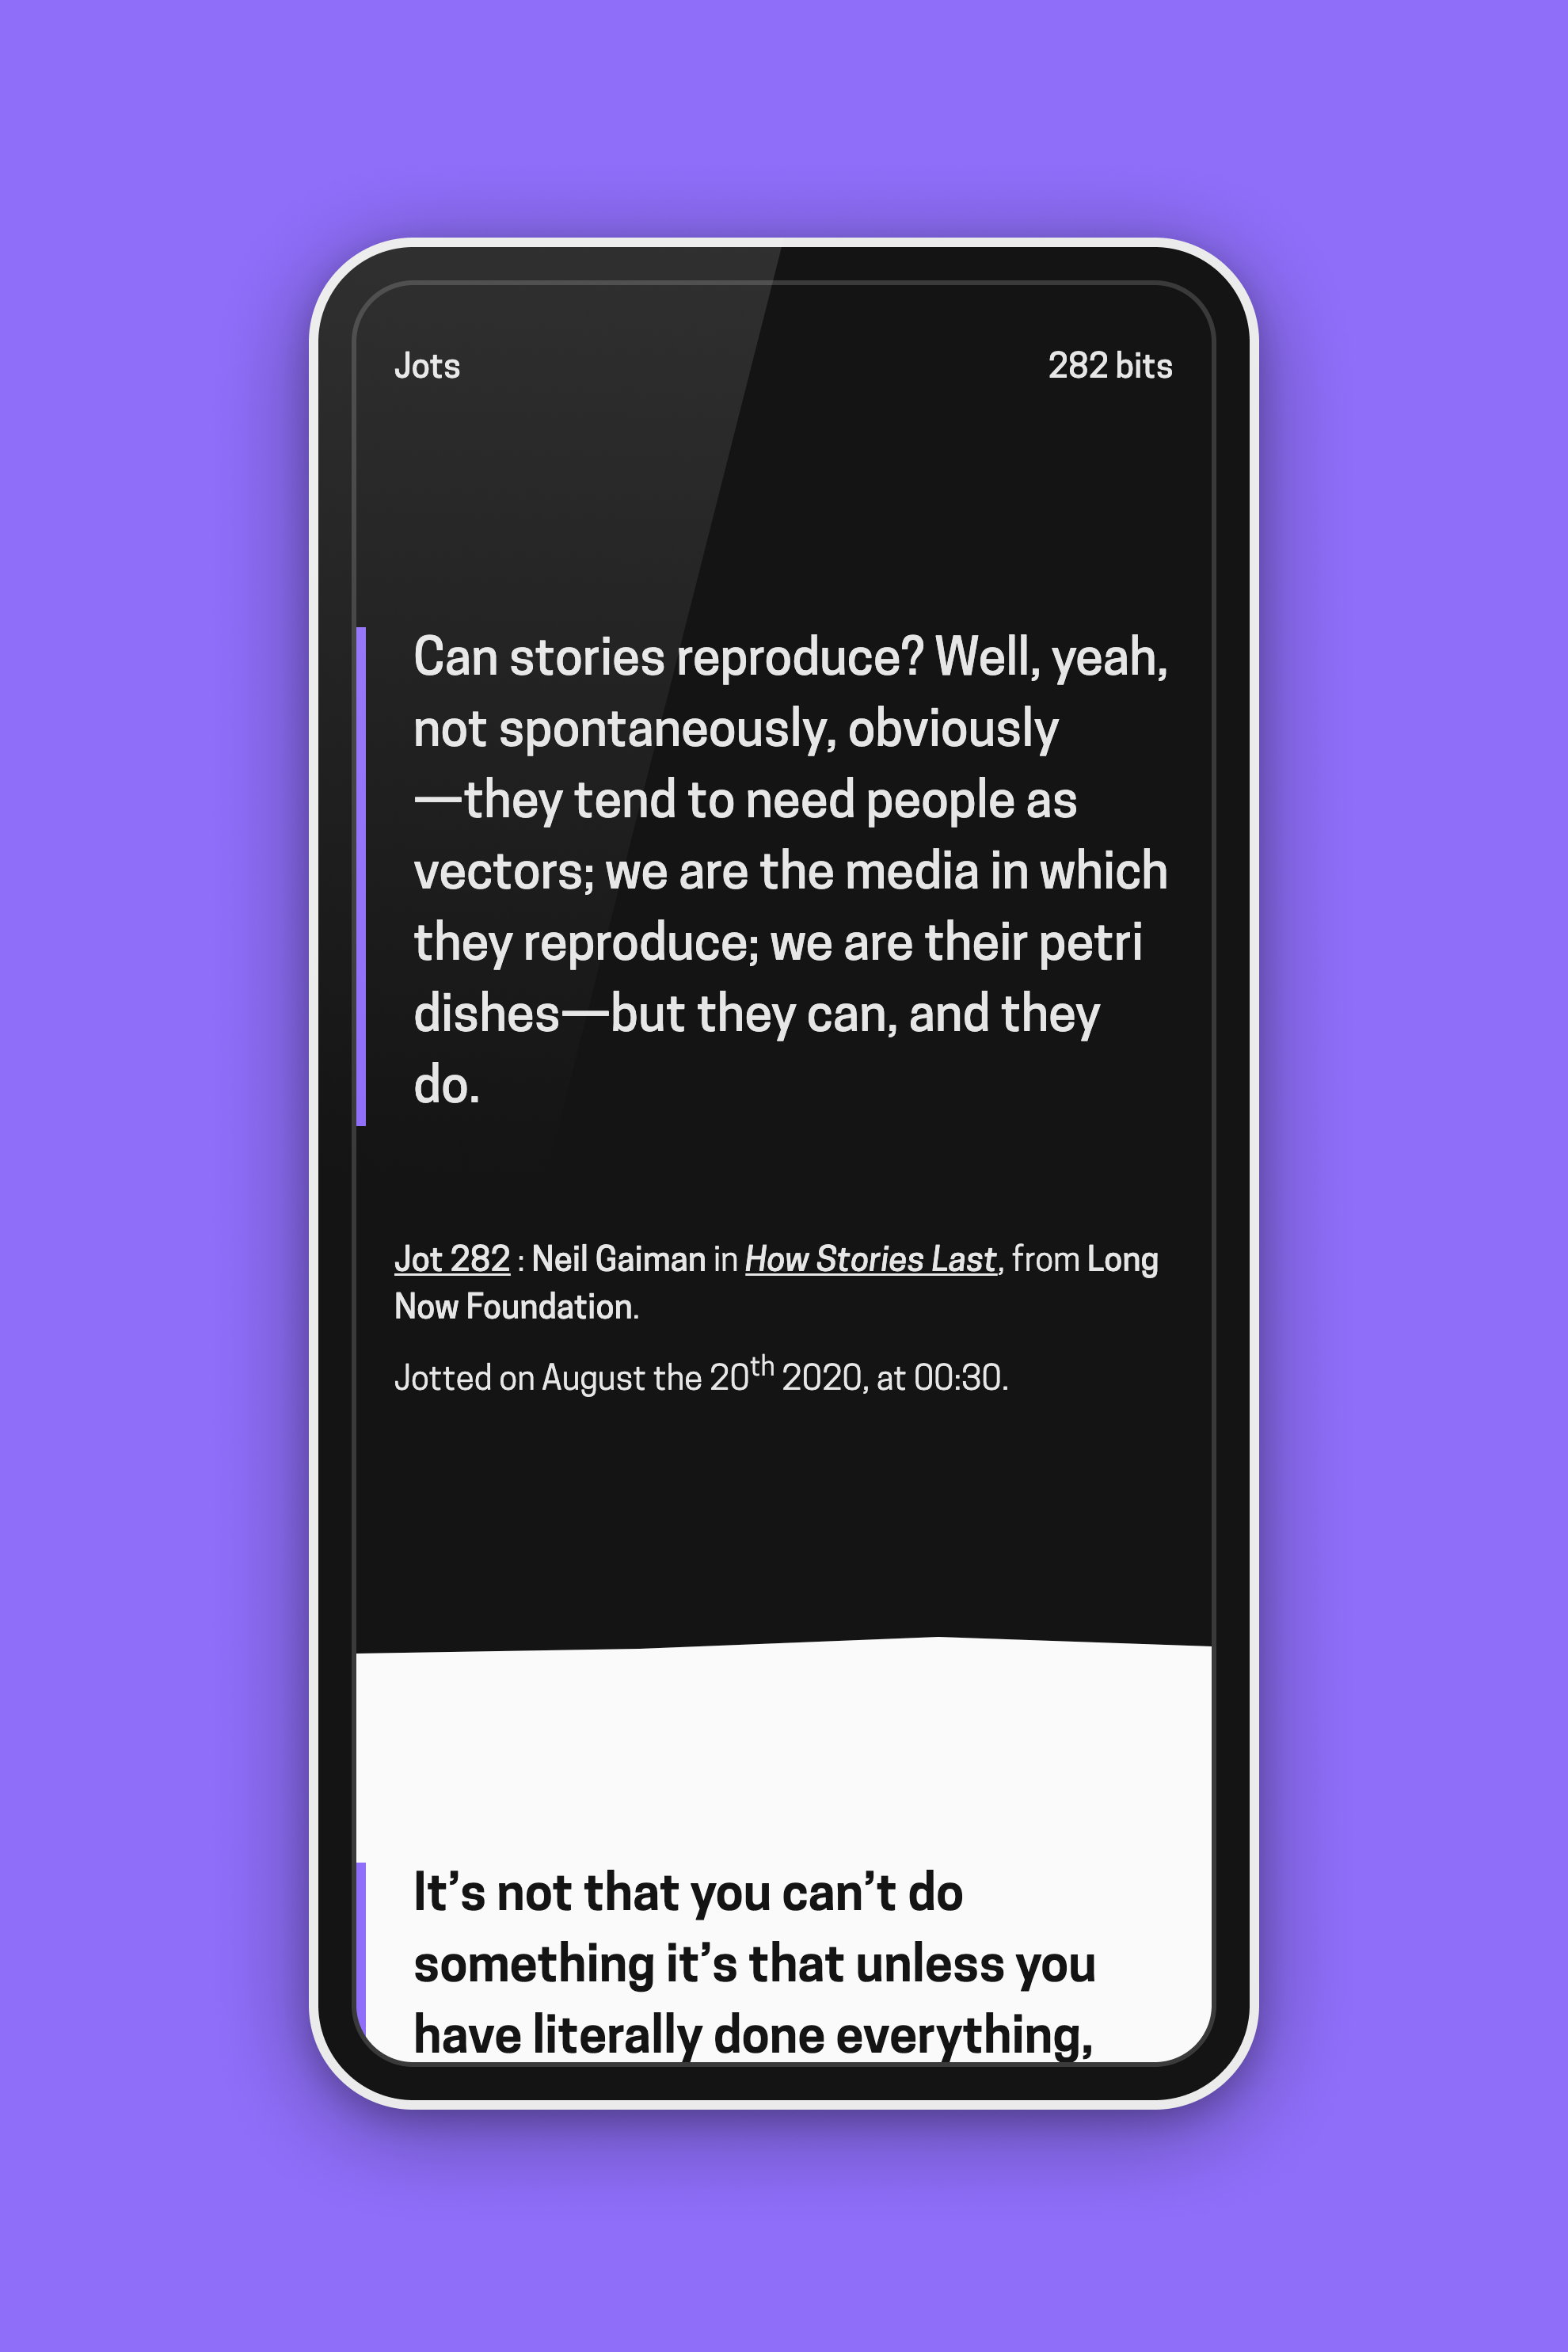 Jots
282 bits
Can stories reproduce? Well, yeah,
not spontaneously, obviously
—they tend to need people as
vectors; we are the media in which
they reproduce; we are their petri
dishes—but they can, and they
do.
Jot 282 : Neil Gaiman in How Stories Last, from Long
Now Foundation.
Jotted on August the 20th 2020, at 00:30.
It’s not that you can’t do
something it’s that unless you
have literally done everything,